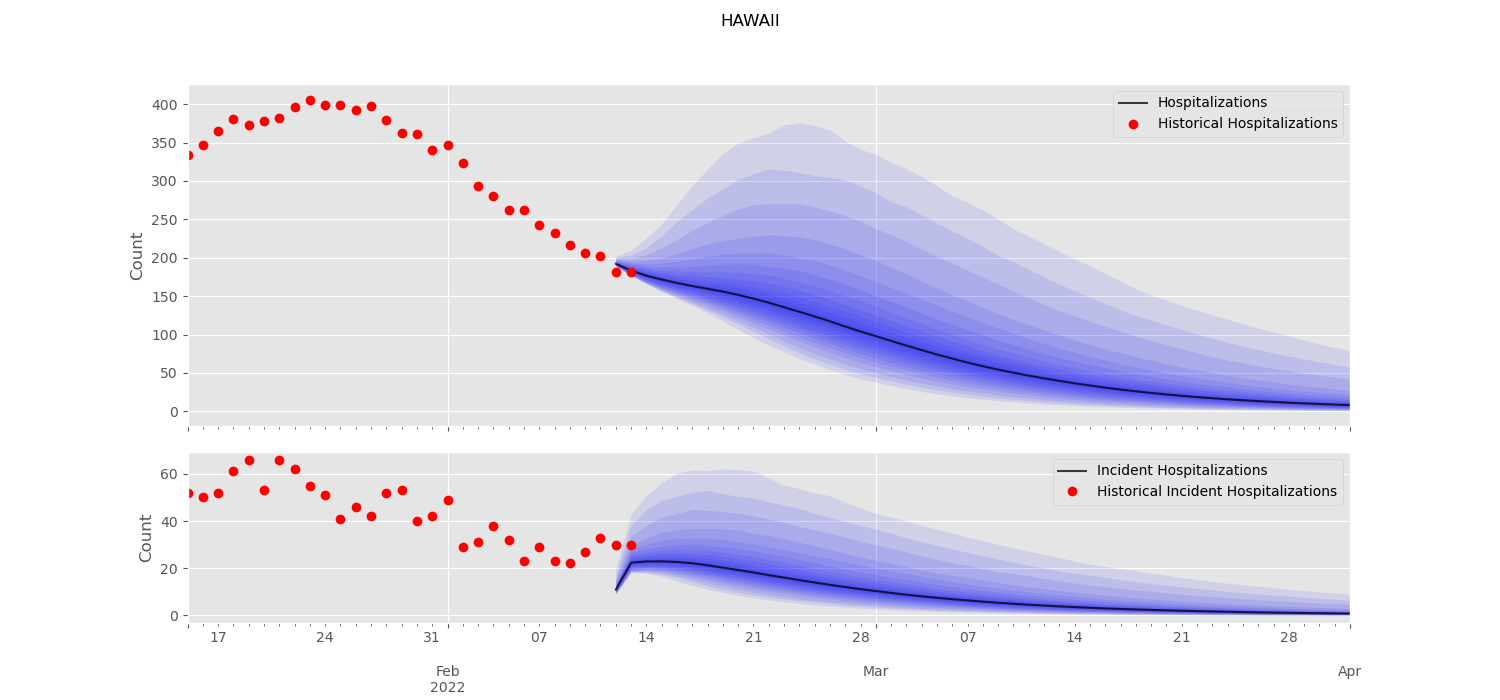 HAWAII
Hospitalizations
Historical Hospitalizations
Count
400
350
300
250
200
150
100
50
0
Incident Hospitalizations
Historical Incident Hospitalizations
Count
60
40
20
0
17 24 31 07 14 21 28 07 14 21 28
Feb Mar Apr
2022